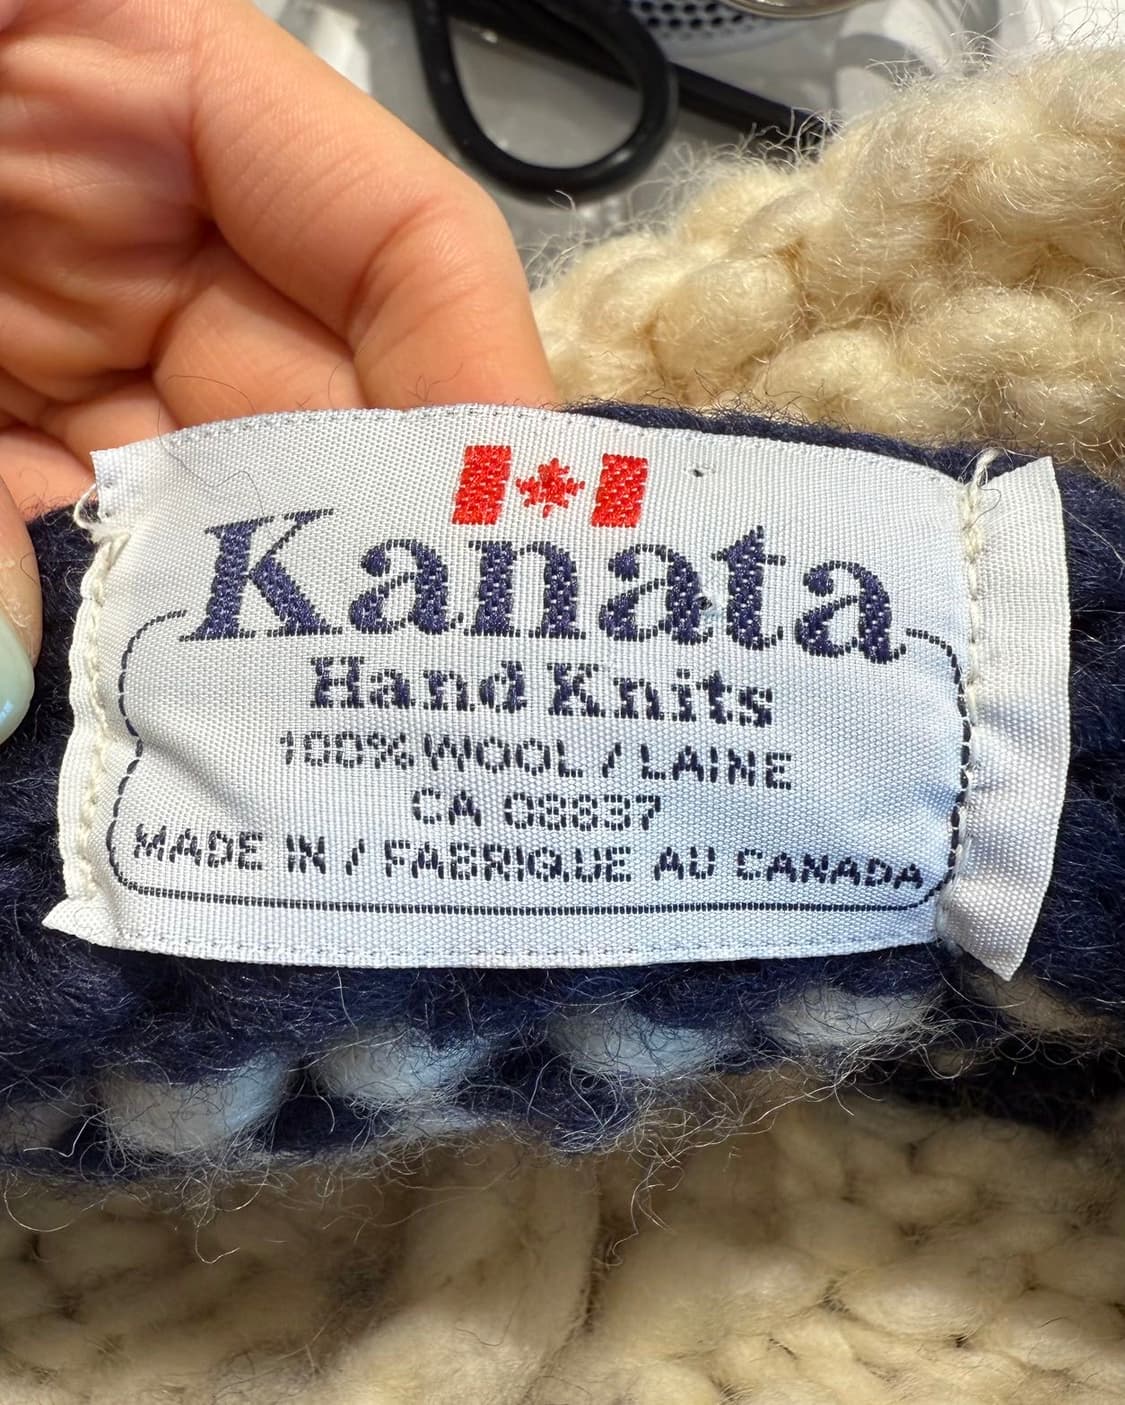 Kanata
Hand Knits
100% WOOL / LAINE
CA 08837
MADE IN / FABRIQUE AU CANADA